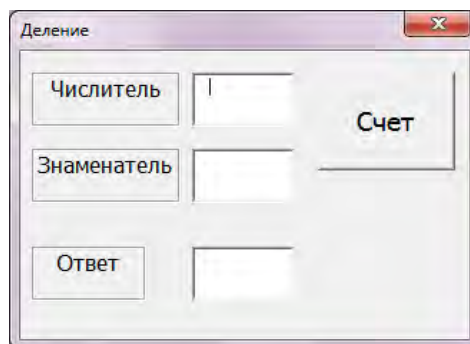 Деление
Числитель
Счет
Знаменатель
Ответ